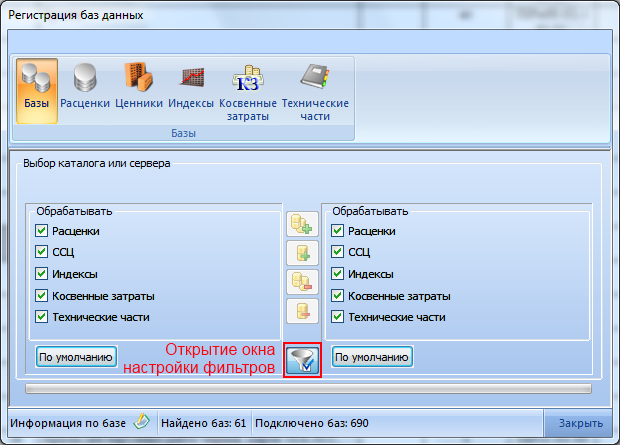 Регистрация баз данных
Базы
Расценки
Ценники
Индексы
Косвенные
затраты
Технические
части
Базы
Выбор каталога или сервера
Обрабатывать
Расценки
ССЦ
Индексы
Косвенные затраты
Технические части
По умолчанию
Открытие окна
настройки фильтров
Обрабатывать
Расценки
ССЦ
Индексы
Косвенные затраты
Технические части
По умолчанию
Информация по базе
Найдено баз: 61
Подключено баз: 690
Закрыть